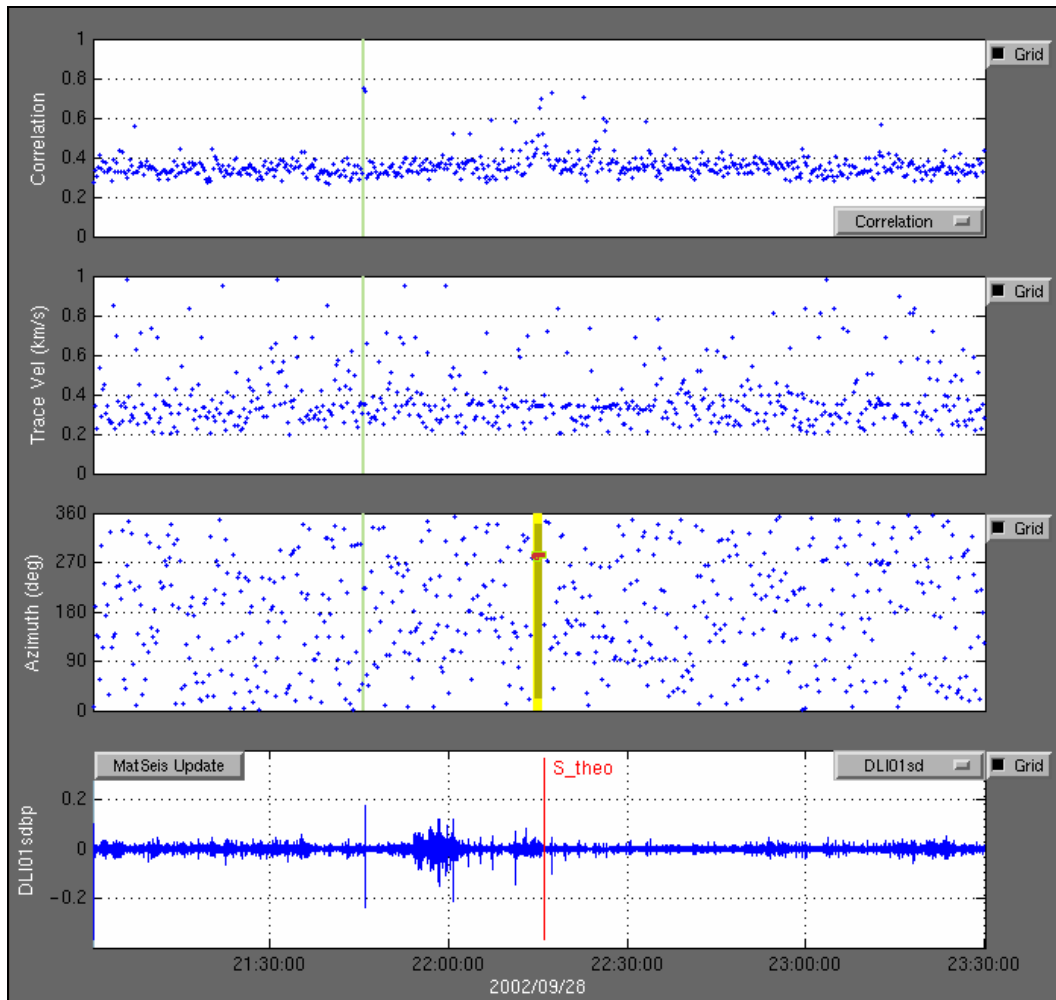 1
0.8
0.6
0.4
0.2
0
Correlation
Grid
Correlation
1
0.8
0.6
0.4
0.2
0
Trace Vel (km/s)
Grid
360
270
180
90
0
Azimuth (deg)
Grid
MatSeis Update
S_theo
DLI01sd
Grid
0.2
0
-0.2
DLI01sdbp
21:30:00 22:00:00 22:30:00 23:00:00 23:30:00
2002/09/28